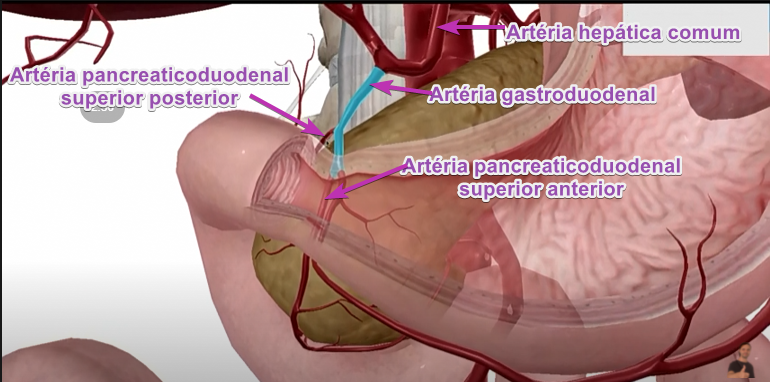 Artéria hepática comum
Artéria pancreaticoduodenal
superior posterior
Artéria gastroduodenal
Artéria pancreaticoduodenal
superior anterior